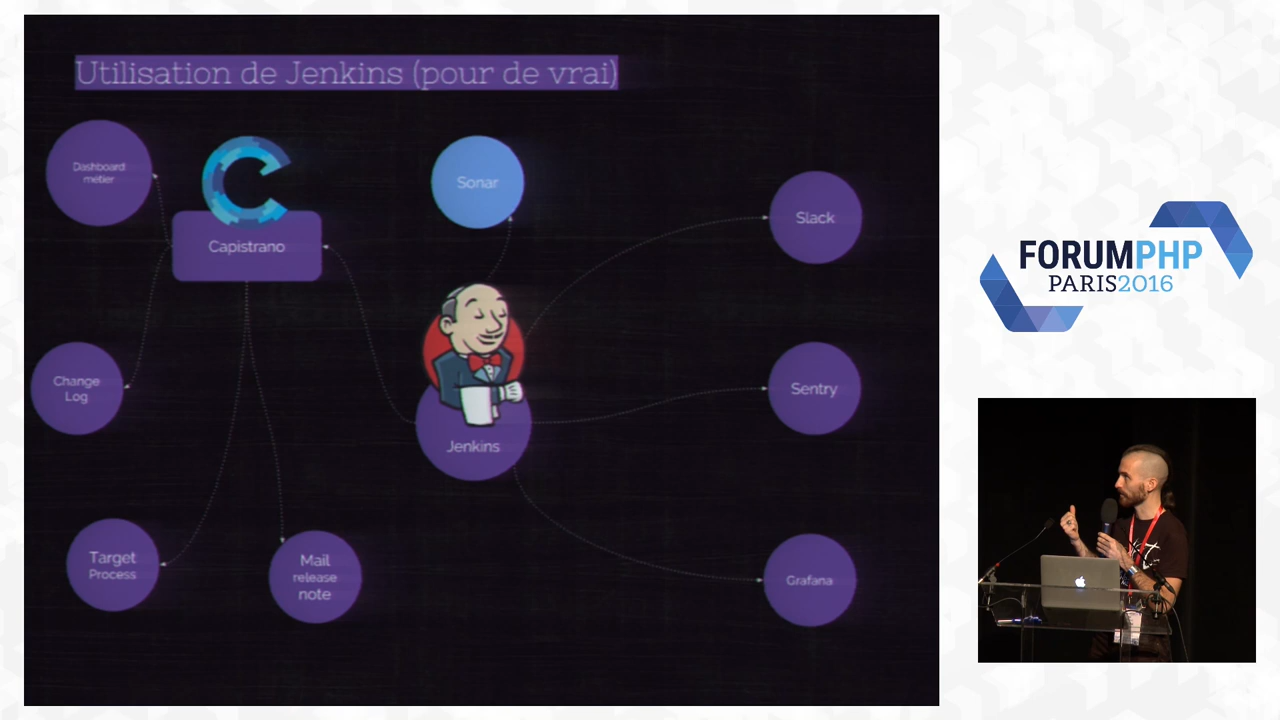 Utilisation de Jenkins (pour de vrai)
Dashboard
métier
Capistrano
Sonar
Slack
Change
Log
Jenkins
Sentry
Target
Process
Mail
release
note
Grafana
FORUMPHP
PARIS2016